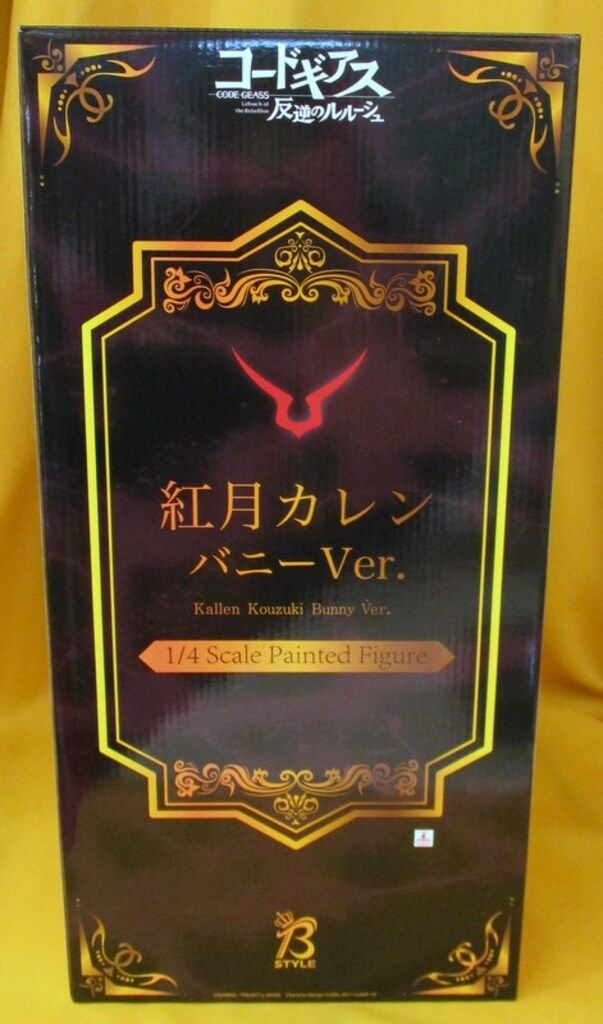 コードギアス
CODE GEASS
Lelouch of
the Rebellion
反逆のルルーシュ
紅月カレン
バニーVer.
Kallen Kouzuki Bunny Ver.
1/4 Scale Painted Figure
B
STYLE